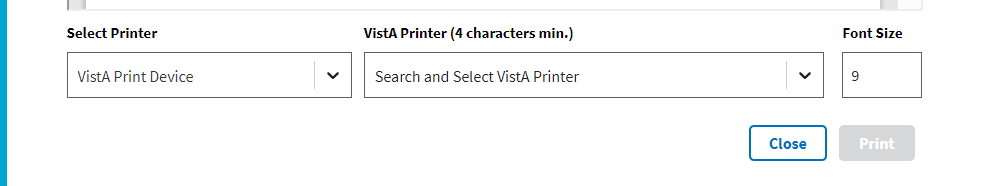 Select Printer
VistA Printer (4 characters min.)
Font Size
VistA Print Device
Search and Select VistA Printer
9
Close
Print